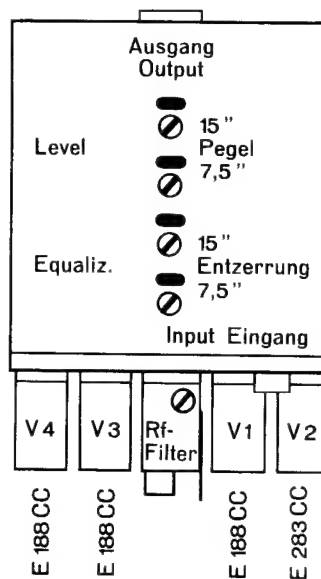 Ausgang
Output
15"
Level Pegel
7,5"
15"
Equaliz. Entzerrung
7,5"
Input Eingang
V4 V3 Rf-Filter V1 V2
E 188 CC E 188 CC E 188 CC E 283 CC